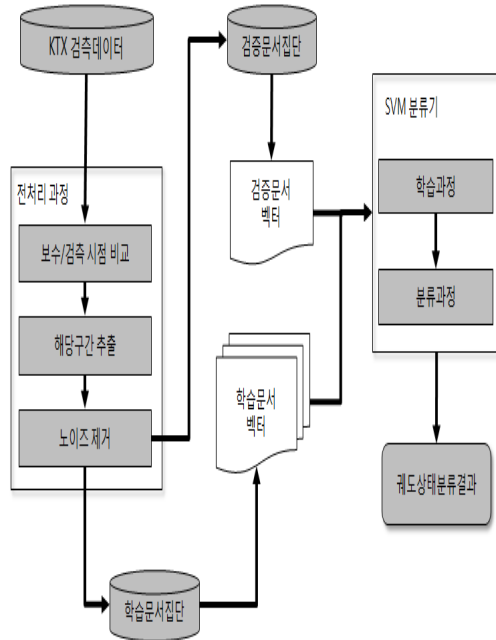 KTX 검측데이터
전처리 과정
보수/검측 시점 비교
해당구간 추출
노이즈 제거
학습문서집단
검증문서집단
검증문서
벡터
학습문서
벡터
SVM 분류기
학습과정
분류과정
궤도상태분류결과